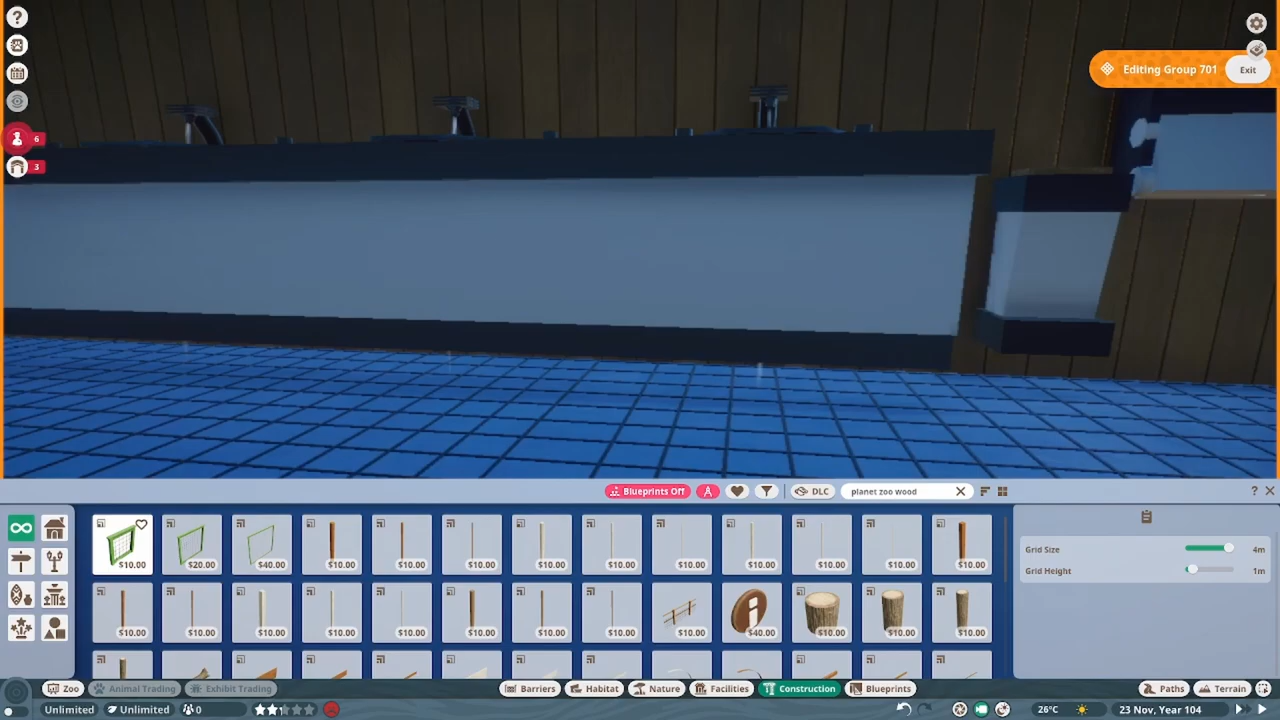 ?
Editing Group 701
Exit
6
3
Blueprints Off
DLC
planet zoo wood
? X
$10.00 $20.00 $40.00 $10.00 $10.00 $10.00 $10.00 $10.00 $10.00 $10.00 $10.00 $10.00 $10.00
$10.00 $10.00 $10.00 $10.00 $10.00 $10.00 $10.00 $10.00 $10.00 $40.00 $10.00 $10.00 $10.00
Grid Size 4m
Grid Height 1m
Zoo Animal Trading Exhibit Trading Barriers Habitat Nature Facilities Construction Blueprints Paths Terrain
Unlimited Unlimited 0 26°C 23 Nov, Year 104